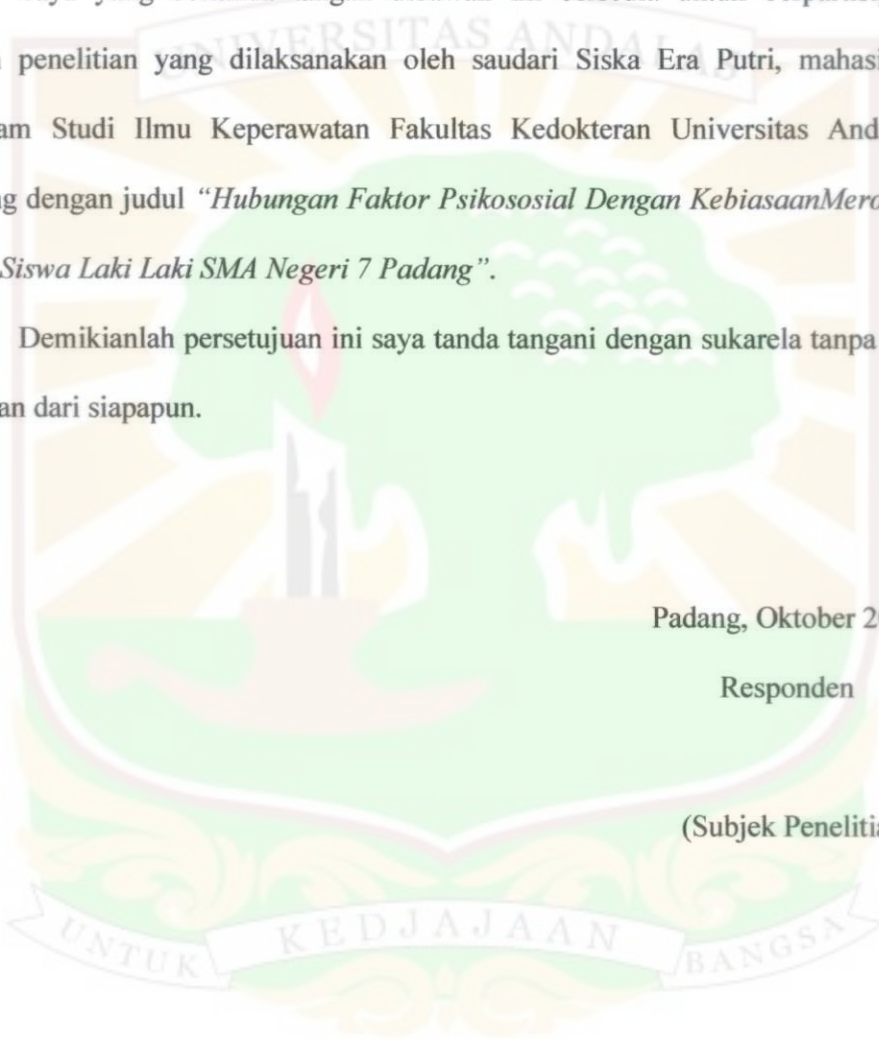 UNIVERSITAS ANDALAS
penelitian yang dilaksanakan oleh saudari Siska Era Putri, mahasi
am Studi Ilmu Keperawatan Fakultas Kedokteran Universitas And
g dengan judul “Hubungan Faktor Psikososial Dengan KebiasaanMero
Siswa Laki Laki SMA Negeri 7 Padang”.
Demikianlah persetujuan ini saya tanda tangani dengan sukarela tanpa
an dari siapapun.
Padang, Oktober 2
Responden
(Subjek Peneliti
UNTUK KEDJAJAAN BANGSA